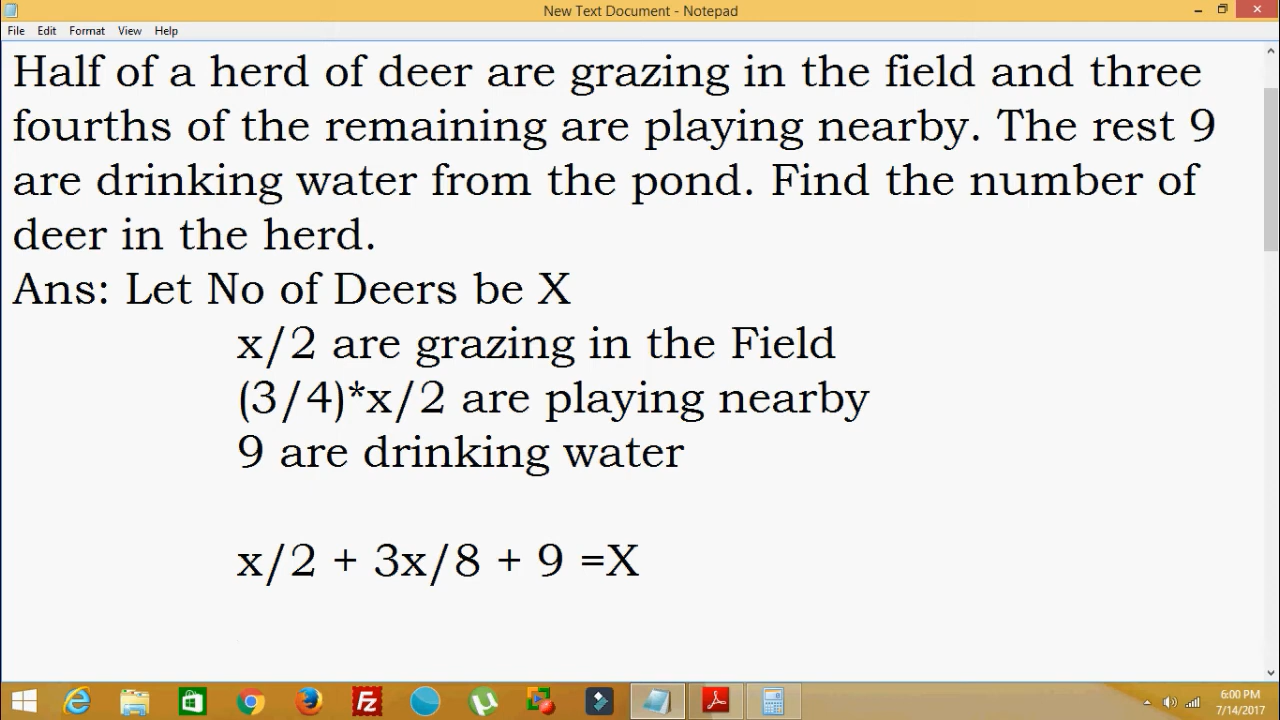 New Text Document - Notepad
File Edit Format View Help
Half of a herd of deer are grazing in the field and three
fourths of the remaining are playing nearby. The rest 9
are drinking water from the pond. Find the number of
deer in the herd.
Ans: Let No of Deers be X
x/2 are grazing in the Field
(3/4)*x/2 are playing nearby
9 are drinking water
x/2 + 3x/8 + 9 =X
Fz
6:00 PM
7/14/2017